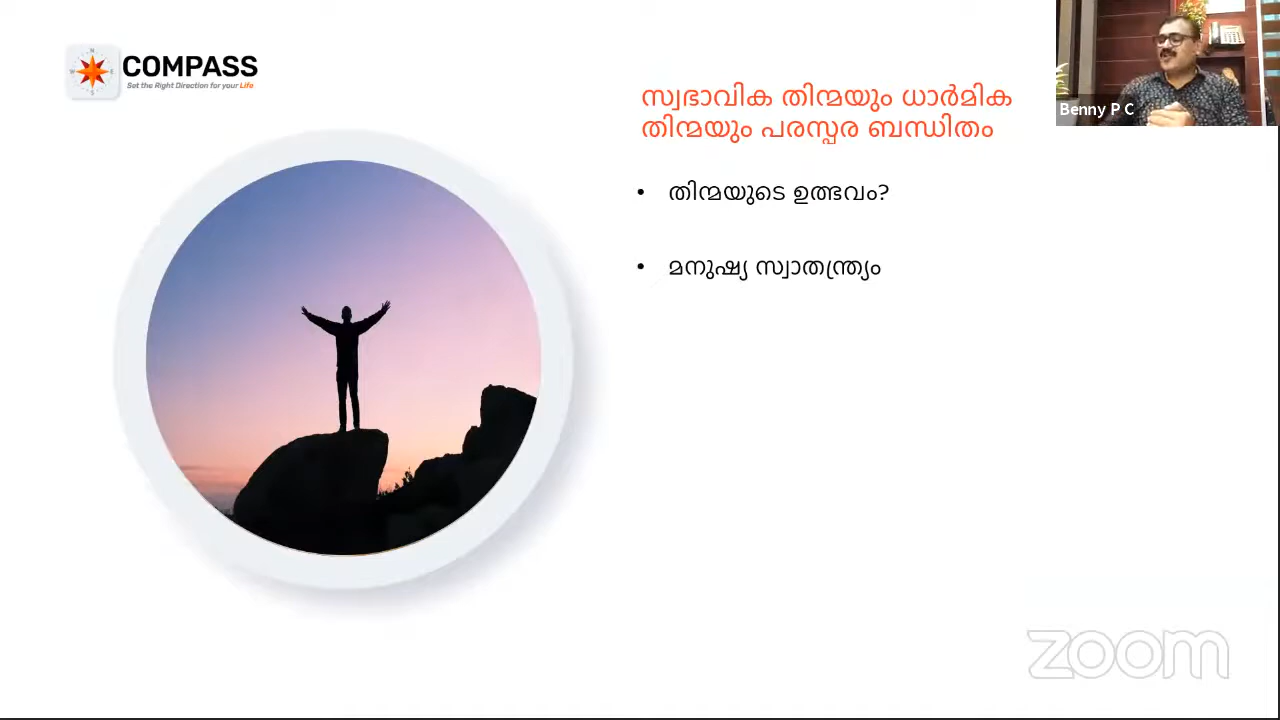 COMPASS
Set the Right Direction for your Life
സ്വഭാവിക തിന്മയും ധാർമിക
തിന്മയും പരസ്പര ബന്ധിതം
• തിന്മയുടെ ഉത്ഭവം?
• മനുഷ്യ സ്വാതന്ത്ര്യം
Benny P C
zoom